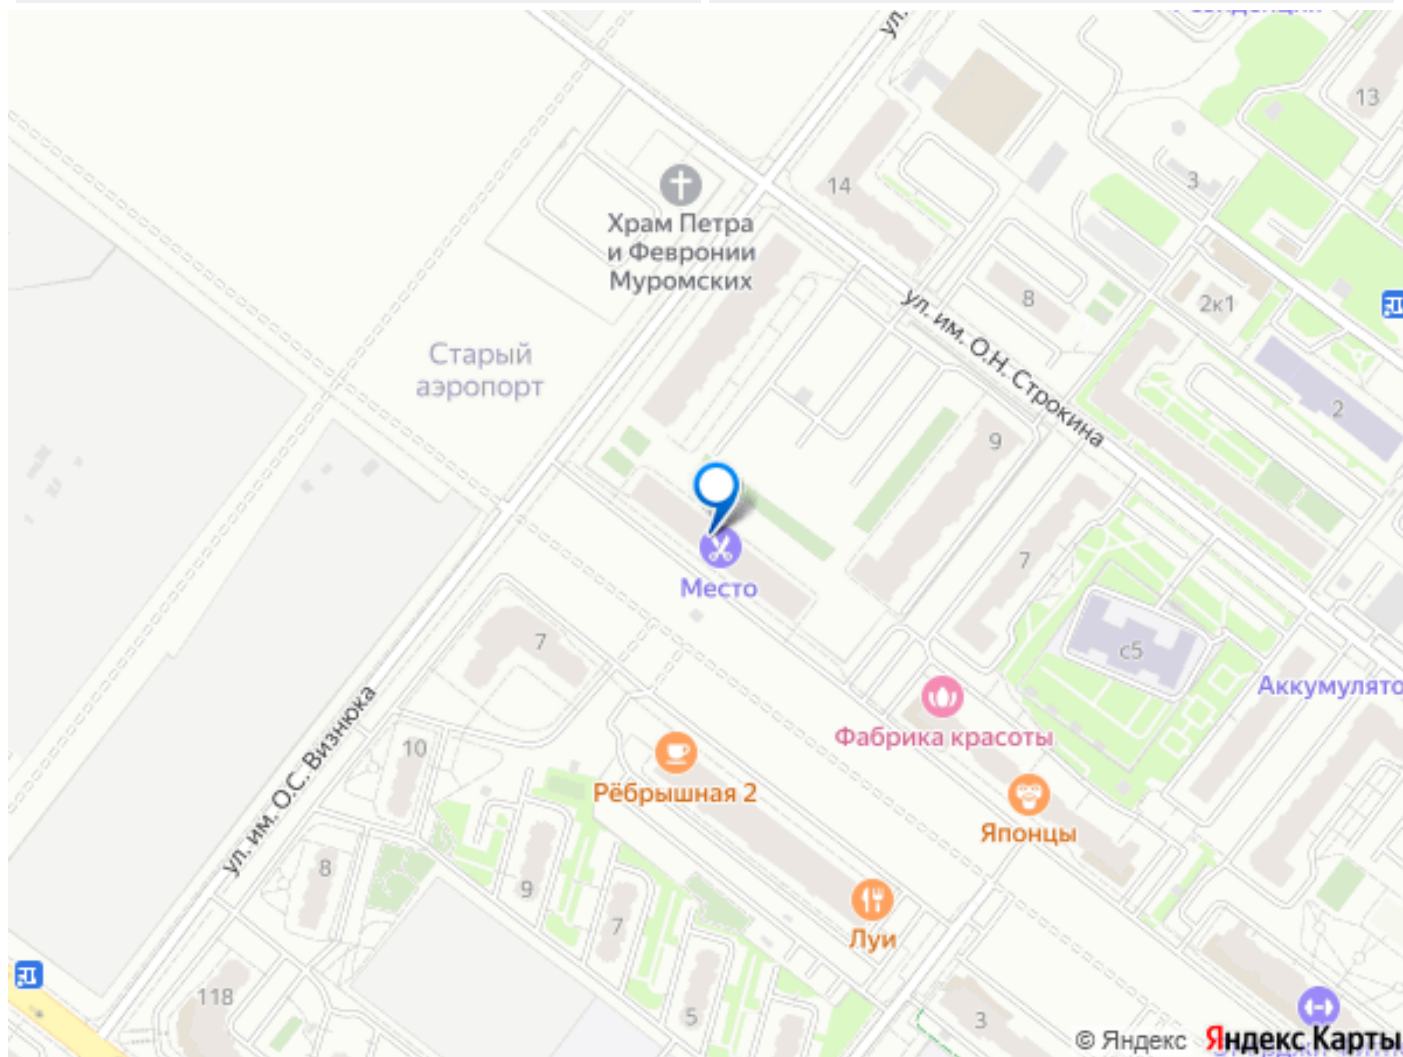 ул.
13
14
3
Храм Петра
и Февронии
Муромских
8
2к1
ул. им. О.Н. Строкина
Старый
аэропорт
2
9
7
Место
7
с5
Аккумулято
Фабрика красоты
ул. им. О.С. Визнюка
10
Рёбрышная 2
Японцы
8
9
7
Луи
118
5
3
© Яндекс Яндекс Карты